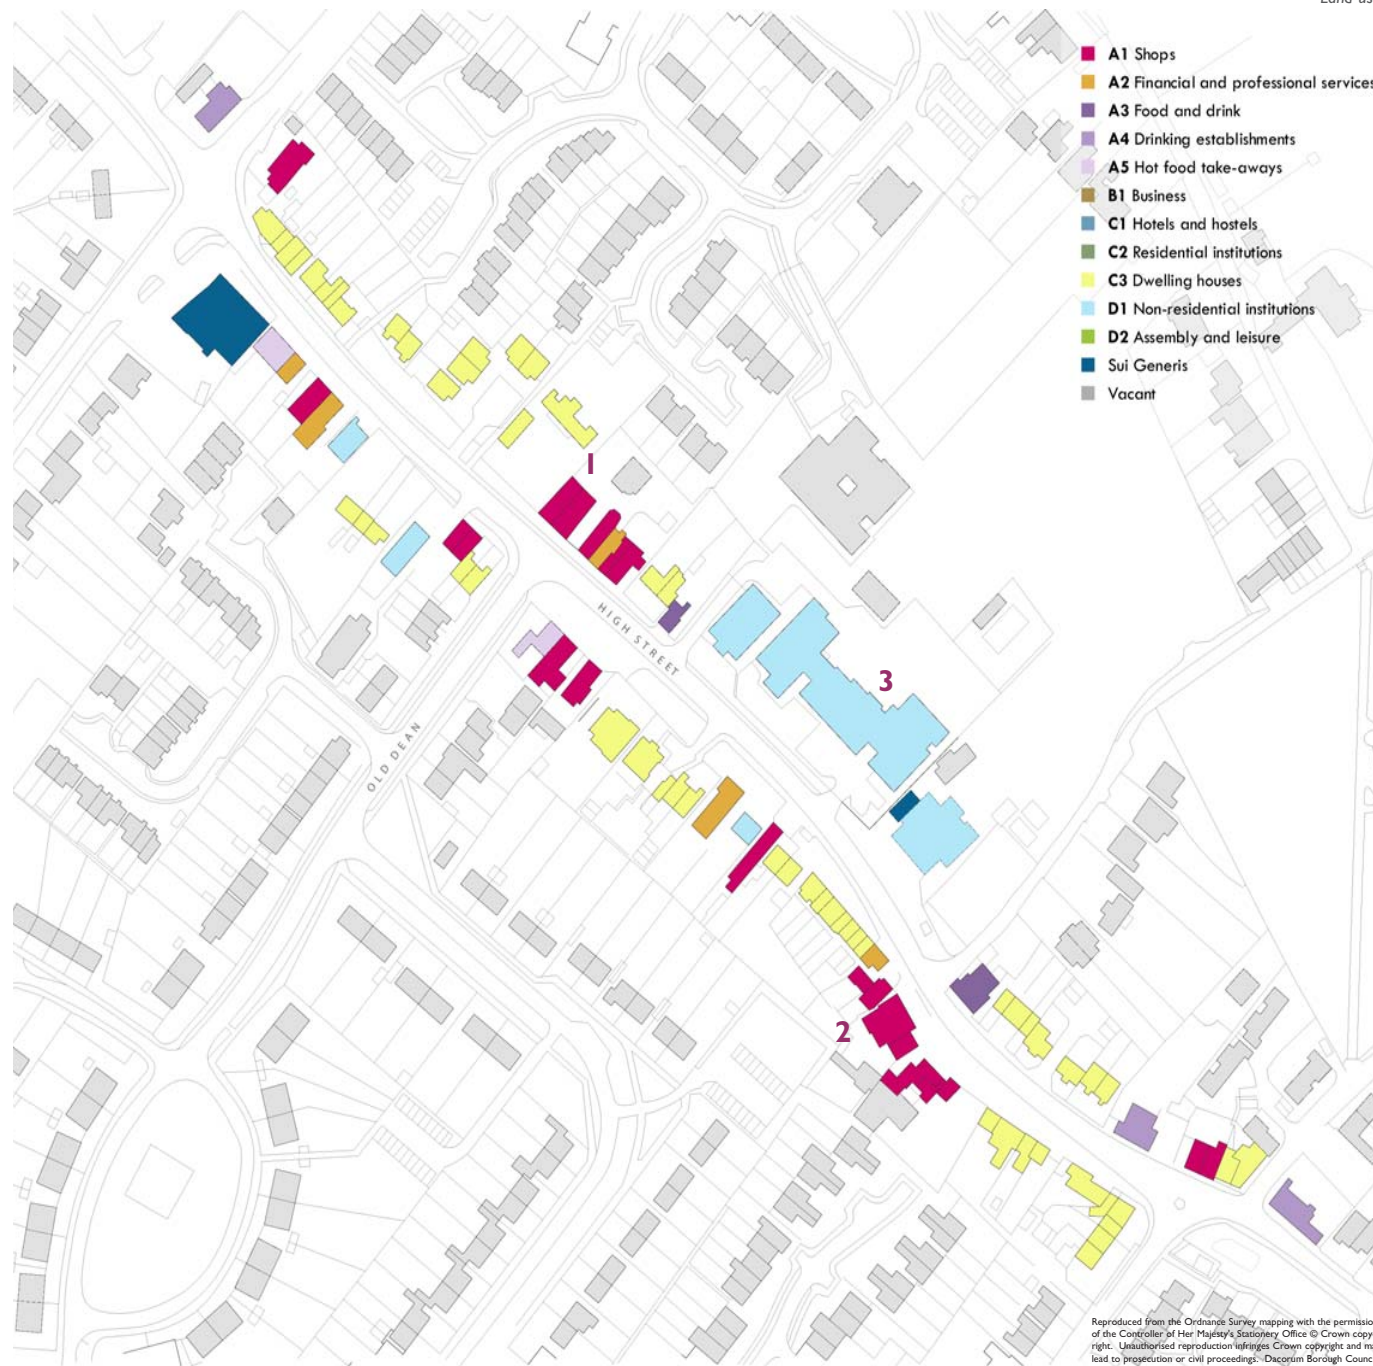 A1 Shops
A2 Financial and professional services
A3 Food and drink
A4 Drinking establishments
A5 Hot food take-aways
B1 Business
C1 Hotels and hostels
C2 Residential institutions
C3 Dwelling houses
D1 Non-residential institutions
D2 Assembly and leisure
Sui Generis
Vacant
1
HIGH STREET
3
OLD DEAN
2
Reproduced from the Ordnance Survey mapping with the permissio
of the Controller of Her Majesty's Stationery Office © Crown copy
right. Unauthorised reproduction infringes Crown copyright and m
lead to prosecution or civil proceedings. Dacorum Borough Counc